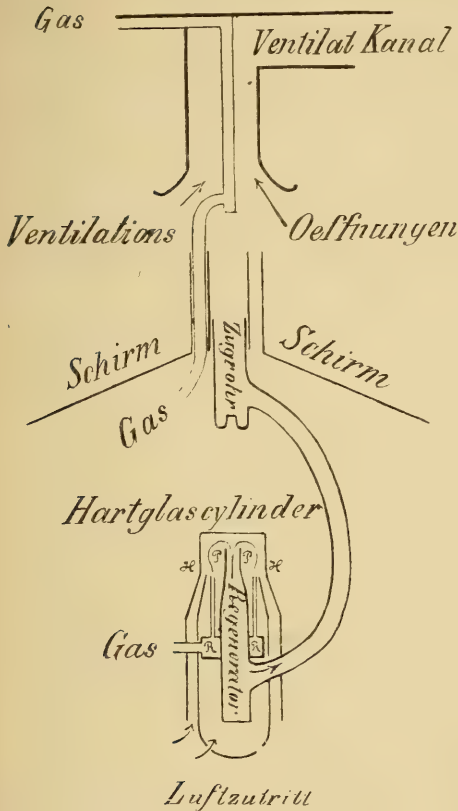 Gas
Ventilat Kanal
Ventilations
Oeffnungen
Zugrohr
Schirm
Schirm
Gas
Hartglascylinder
H P P H
Regenerator
Gas
R R
Luftzutritt